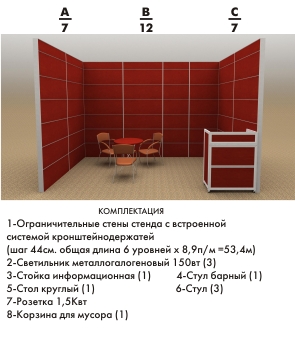 A B C
7 12 7
КОМПЛЕКТАЦИЯ
1-Ограничительные стены стенда с встроенной
системой кронштейнодержатей
(шаг 44см. общая длина 6 уровней х 8,9п/м =53,4м)
2-Светильник металлогалогеновый 150вт (3)
3-Стойка информационная (1) 4-Стул барный (1)
5-Стол круглый (1) 6-Стул (3)
7-Розетка 1,5Квт
8-Корзина для мусора (1)